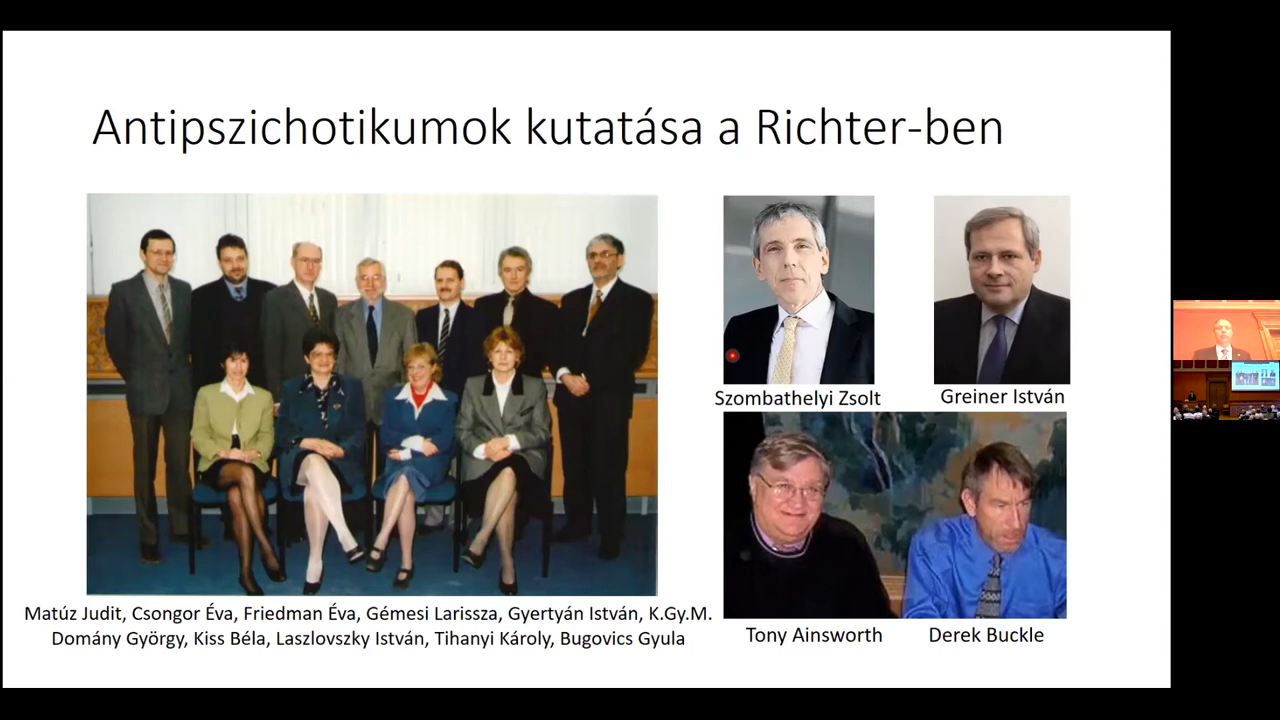 Antipszichotikumok kutatása a Richter-ben
Szombathelyi Zsolt
Greiner István
Matúz Judit, Csongor Éva, Friedman Éva, Gémesi Larissza, Gyertyán István, K.Gy.M.
Domány György, Kiss Béla, Laszlovszky István, Tihanyi Károly, Bugovics Gyula
Tony Ainsworth
Derek Buckle